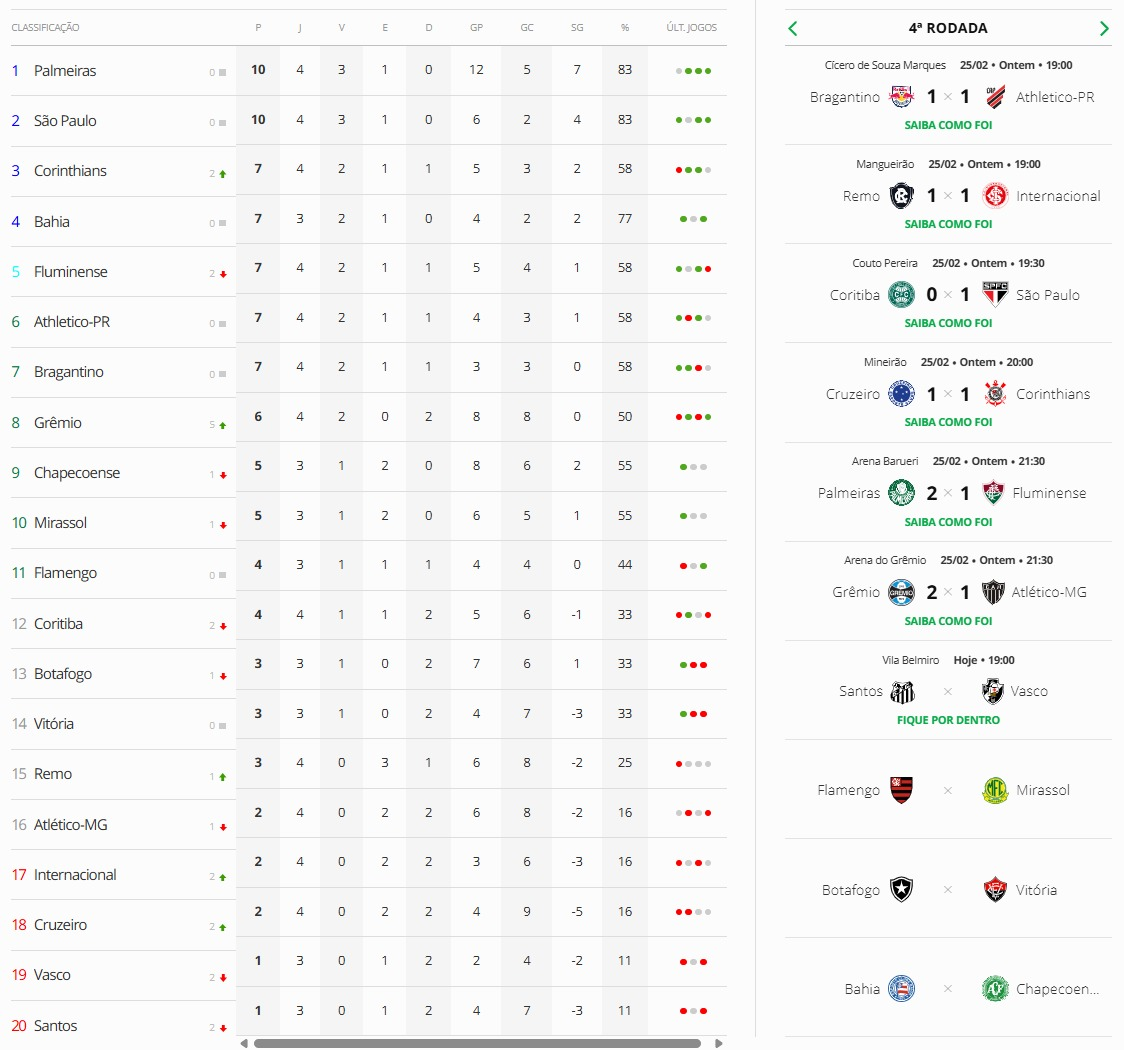 CLASSIFICAÇÃO P J V E D GP GC SG % ÚLT. JOGOS
1 Palmeiras 0 10 4 3 1 0 12 5 7 83
2 São Paulo 0 10 4 3 1 0 6 2 4 83
3 Corinthians 2 7 4 2 1 1 5 3 2 58
4 Bahia 0 7 3 2 1 0 4 2 2 77
5 Fluminense 2 7 4 2 1 1 5 4 1 58
6 Athletico-PR 0 7 4 2 1 1 4 3 1 58
7 Bragantino 0 7 4 2 1 1 3 3 0 58
8 Grêmio 5 6 4 2 0 2 8 8 0 50
9 Chapecoense 1 5 3 1 2 0 8 6 2 55
10 Mirassol 1 5 3 1 2 0 6 5 1 55
11 Flamengo 0 4 3 1 1 1 4 4 0 44
12 Coritiba 2 4 4 1 1 2 5 6 -1 33
13 Botafogo 1 3 3 1 0 2 7 6 1 33
14 Vitória 0 3 3 1 0 2 4 7 -3 33
15 Remo 1 3 4 0 3 1 6 8 -2 25
16 Atlético-MG 1 2 4 0 2 2 6 8 -2 16
17 Internacional 2 2 4 0 2 2 3 6 -3 16
18 Cruzeiro 2 2 4 0 2 2 4 9 -5 16
19 Vasco 2 1 3 0 1 2 2 4 -2 11
20 Santos 2 1 3 0 1 2 4 7 -3 11
4ª RODADA
Cícero de Souza Marques 25/02 • Ontem • 19:00
Bragantino 1 × 1 Athletico-PR
SAIBA COMO FOI
Mangueirão 25/02 • Ontem • 19:00
Remo 1 × 1 Internacional
SAIBA COMO FOI
Couto Pereira 25/02 • Ontem • 19:30
Coritiba 0 × 1 São Paulo
SAIBA COMO FOI
Mineirão 25/02 • Ontem • 20:00
Cruzeiro 1 × 1 Corinthians
SAIBA COMO FOI
Arena Barueri 25/02 • Ontem • 21:30
Palmeiras 2 × 1 Fluminense
SAIBA COMO FOI
Arena do Grêmio 25/02 • Ontem • 21:30
Grêmio 2 × 1 Atlético-MG
SAIBA COMO FOI
Vila Belmiro Hoje • 19:00
Santos × Vasco
FIQUE POR DENTRO
Flamengo × Mirassol
Botafogo × Vitória
Bahia × Chapecoen...